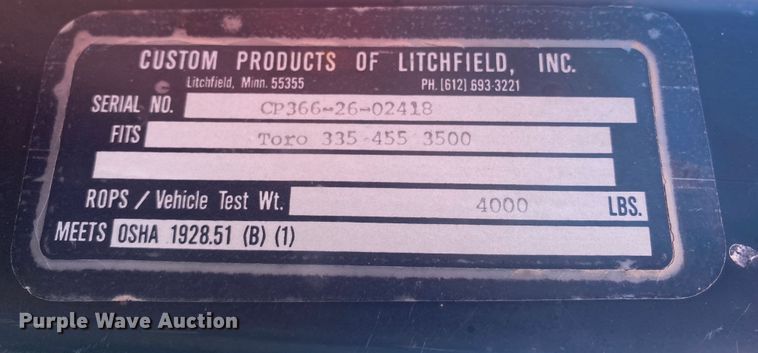 CUSTOM PRODUCTS OF LITCHFIELD, INC.
Litchfield, Minn. 55355 PH. (612) 693-3221
SERIAL NO. CP366-26-02418
FITS Toro 335-455 3500
ROPS / Vehicle Test Wt. 4000 LBS.
MEETS OSHA 1928.51 (B) (1)
Purple Wave Auction